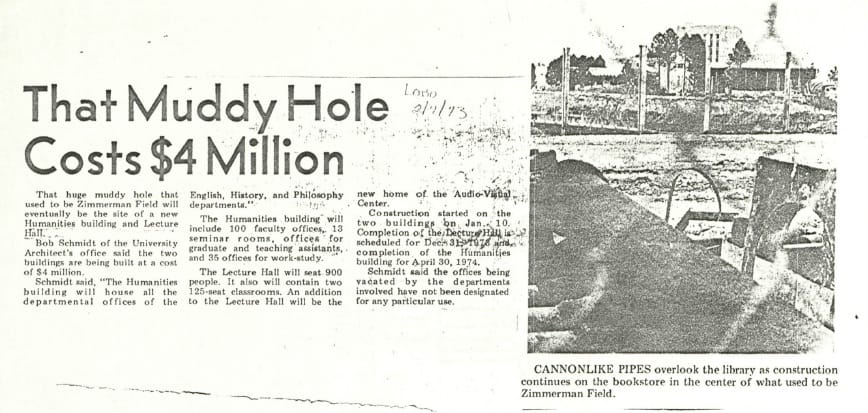 That Muddy Hole
Costs $4 Million
Lobo
2/7/73
That huge muddy hole that
used to be Zimmerman Field will
eventually be the site of a new
Humanities building and Lecture
Hall.
Bob Schmidt of the University
Architect's office said the two
buildings are being built at a cost
of $4 million.
Schmidt said, "The Humanities
building will house all the
departmental offices of the
English, History, and Philosophy
departments."
The Humanities building will
include 100 faculty offices, 13
seminar rooms, offices for
graduate and teaching assistants,
and 35 offices for work-study.
The Lecture Hall will seat 900
people. It also will contain two
125-seat classrooms. An addition
to the Lecture Hall will be the
new home of the Audio-Visual
Center.
Construction started on the
two buildings on Jan. 10.
Completion of the Lecture Hall is
scheduled for Dec. 31, 1973 and
completion of the Humanities
building for April 30, 1974.
Schmidt said the offices being
vacated by the departments
involved have not been designated
for any particular use.
CANNONLIKE PIPES overlook the library as construction
continues on the bookstore in the center of what used to be
Zimmerman Field.